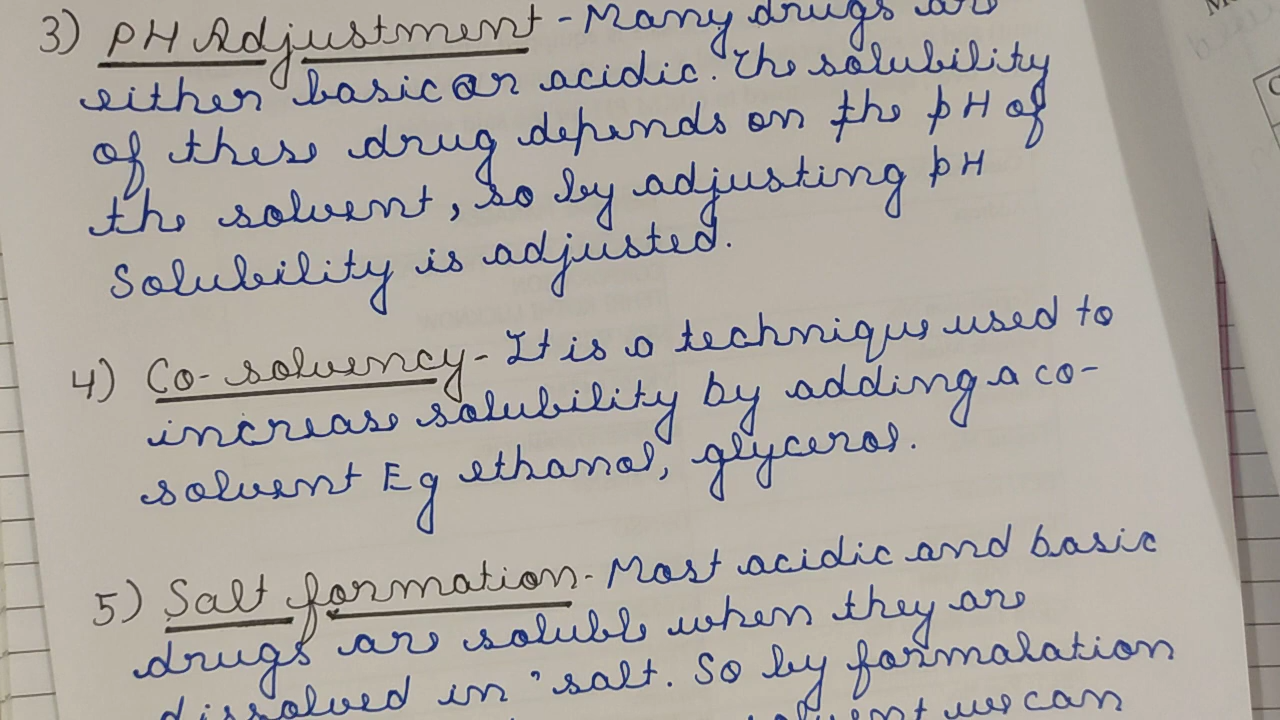 3) pH Adjustment - Many drugs are
either basic or acidic. The solubility
of these drug depends on the pH of
the solvent, so by adjusting pH
Solubility is adjusted.
4) Co-solvency - It is a technique used to
increase solubility by adding a co-
solvent Eg ethanol, glycerol.
5) Salt formation - Most acidic and basic
drugs are soluble when they are
dissolved in salt. So by formalation
solvent we can